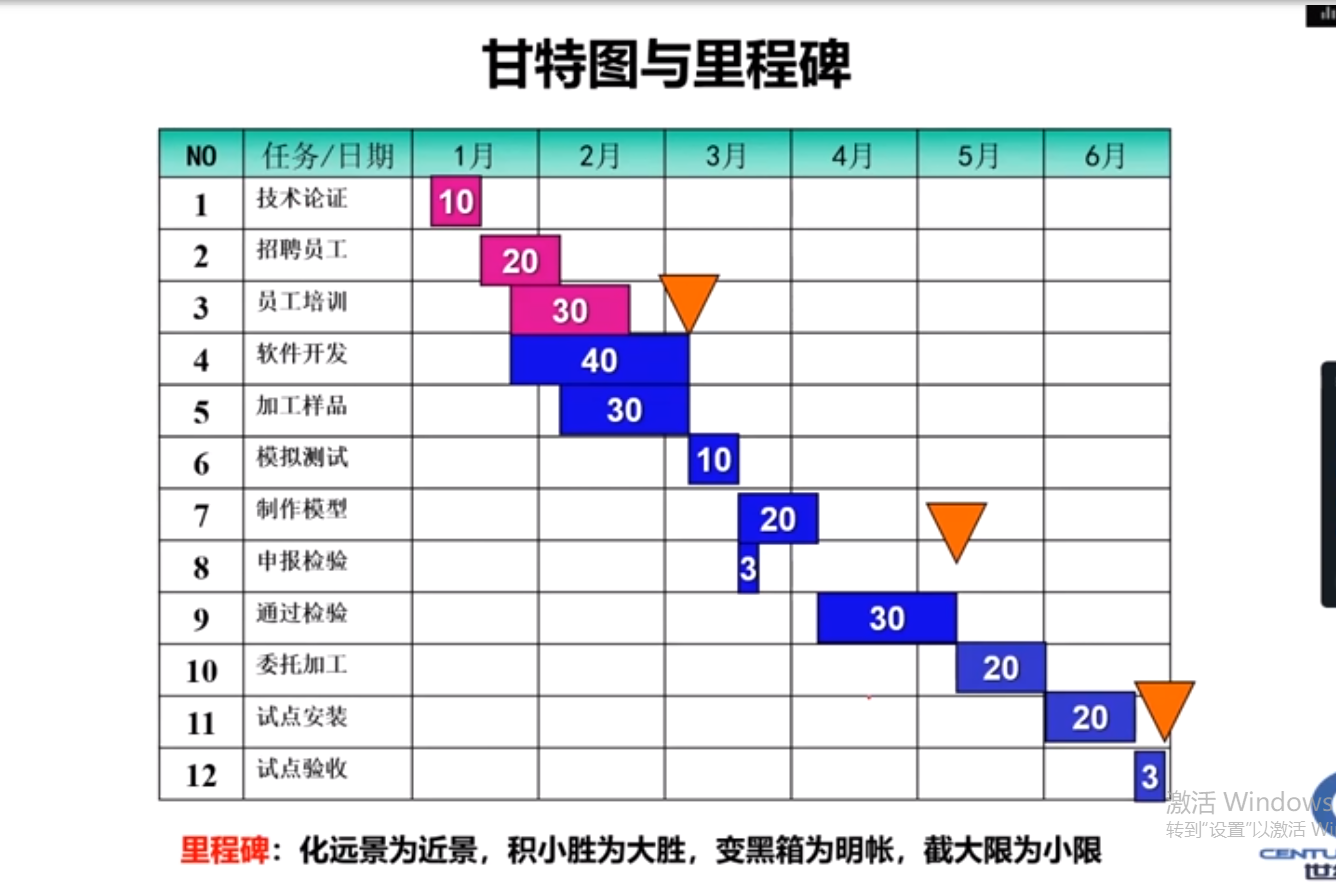 甘特图与里程碑
NO 任务/日期 1月 2月 3月 4月 5月 6月
1 技术论证 10
2 招聘员工 20
3 员工培训 30
4 软件开发 40
5 加工样品 30
6 模拟测试 10
7 制作模型 20
8 申报检验 3
9 通过检验 30
10 委托加工 20
11 试点安装 20
12 试点验收 3
激活 Windows
转到“设置”以激活 Wi
里程碑：化远景为近景，积小胜为大胜，变黑箱为明帐，截大限为小限
CENTU
世